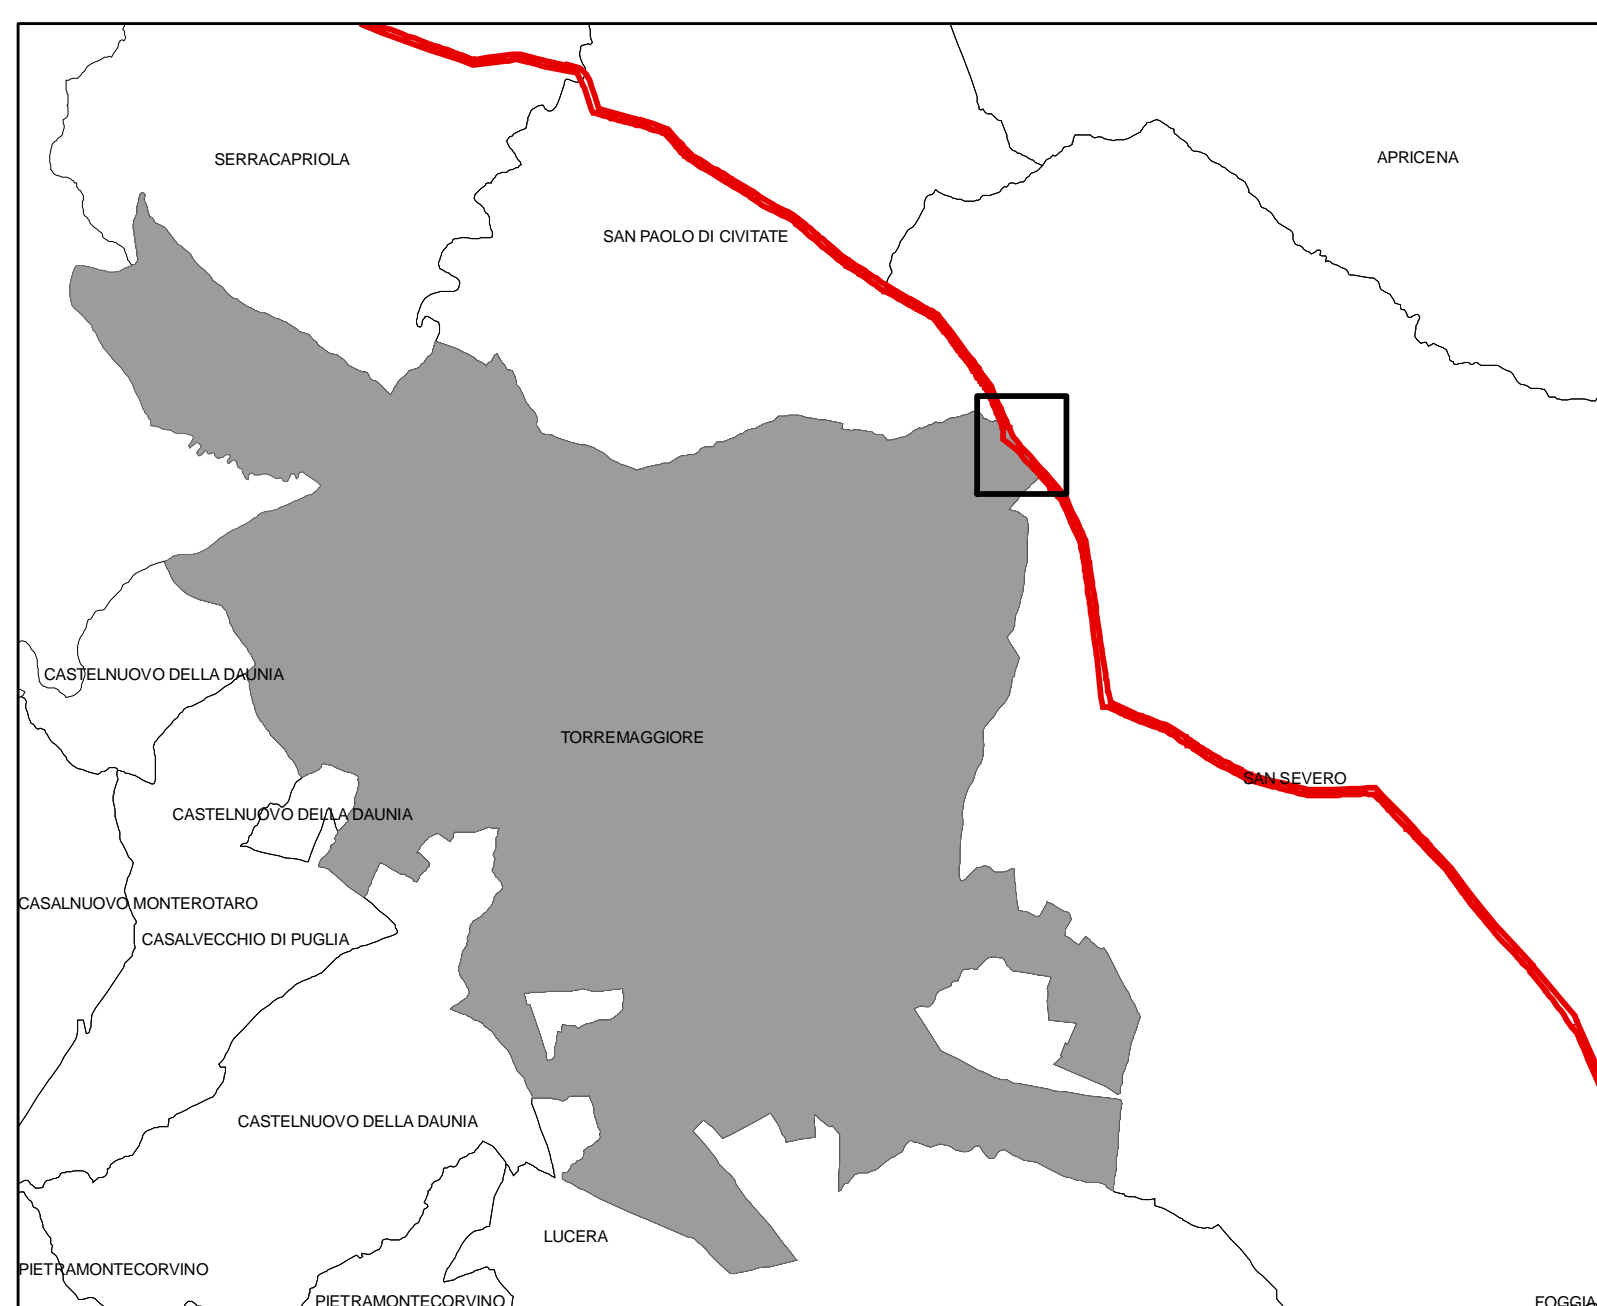 APRICENA
SERRACAPRIOLA
SAN PAOLO DI CIVITATE
CASTELNUOVO DELLA DAUNIA
TORREMAGGIORE
SAN SEVERO
CASTELNUOVO DELLA DAUNIA
CASALNUOVO MONTEROTARO
CASALVECCHIO DI PUGLIA
CASTELNUOVO DELLA DAUNIA
LUCERA
PIETRAMONTECORVINO
PIETRAMONTECORVINO
FOGGIA